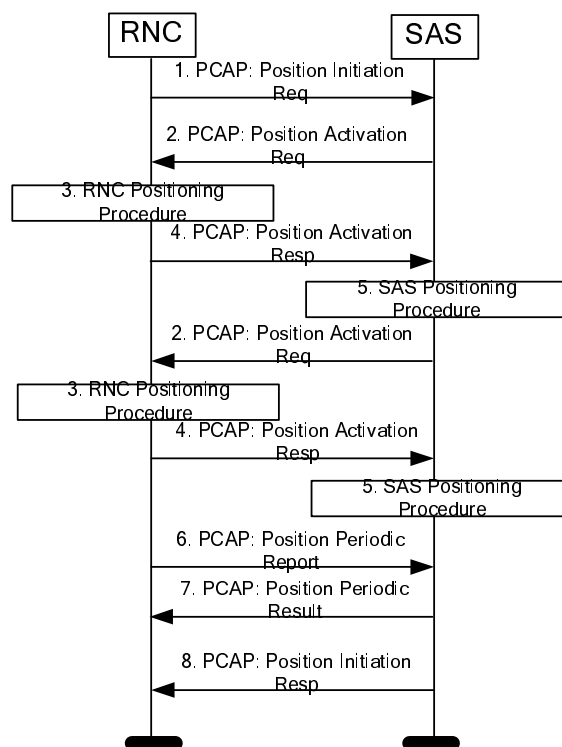 RNC
SAS
1. PCAP: Position Initiation
Req
2. PCAP: Position Activation
Req
3. RNC Positioning
Procedure
4. PCAP: Position Activation
Resp
5. SAS Positioning
Procedure
2. PCAP: Position Activation
Req
3. RNC Positioning
Procedure
4. PCAP: Position Activation
Resp
5. SAS Positioning
Procedure
6. PCAP: Position Periodic
Report
7. PCAP: Position Periodic
Result
8. PCAP: Position Initiation
Resp